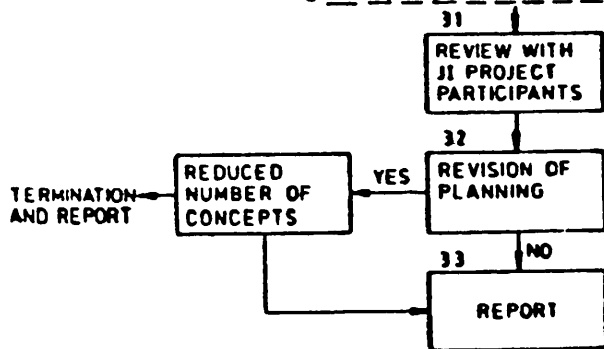 31
REVIEW WITH
JI PROJECT
PARTICIPANTS
32
REVISION OF
PLANNING
YES
REDUCED
NUMBER OF
CONCEPTS
TERMINATION
AND REPORT
NO
33
REPORT